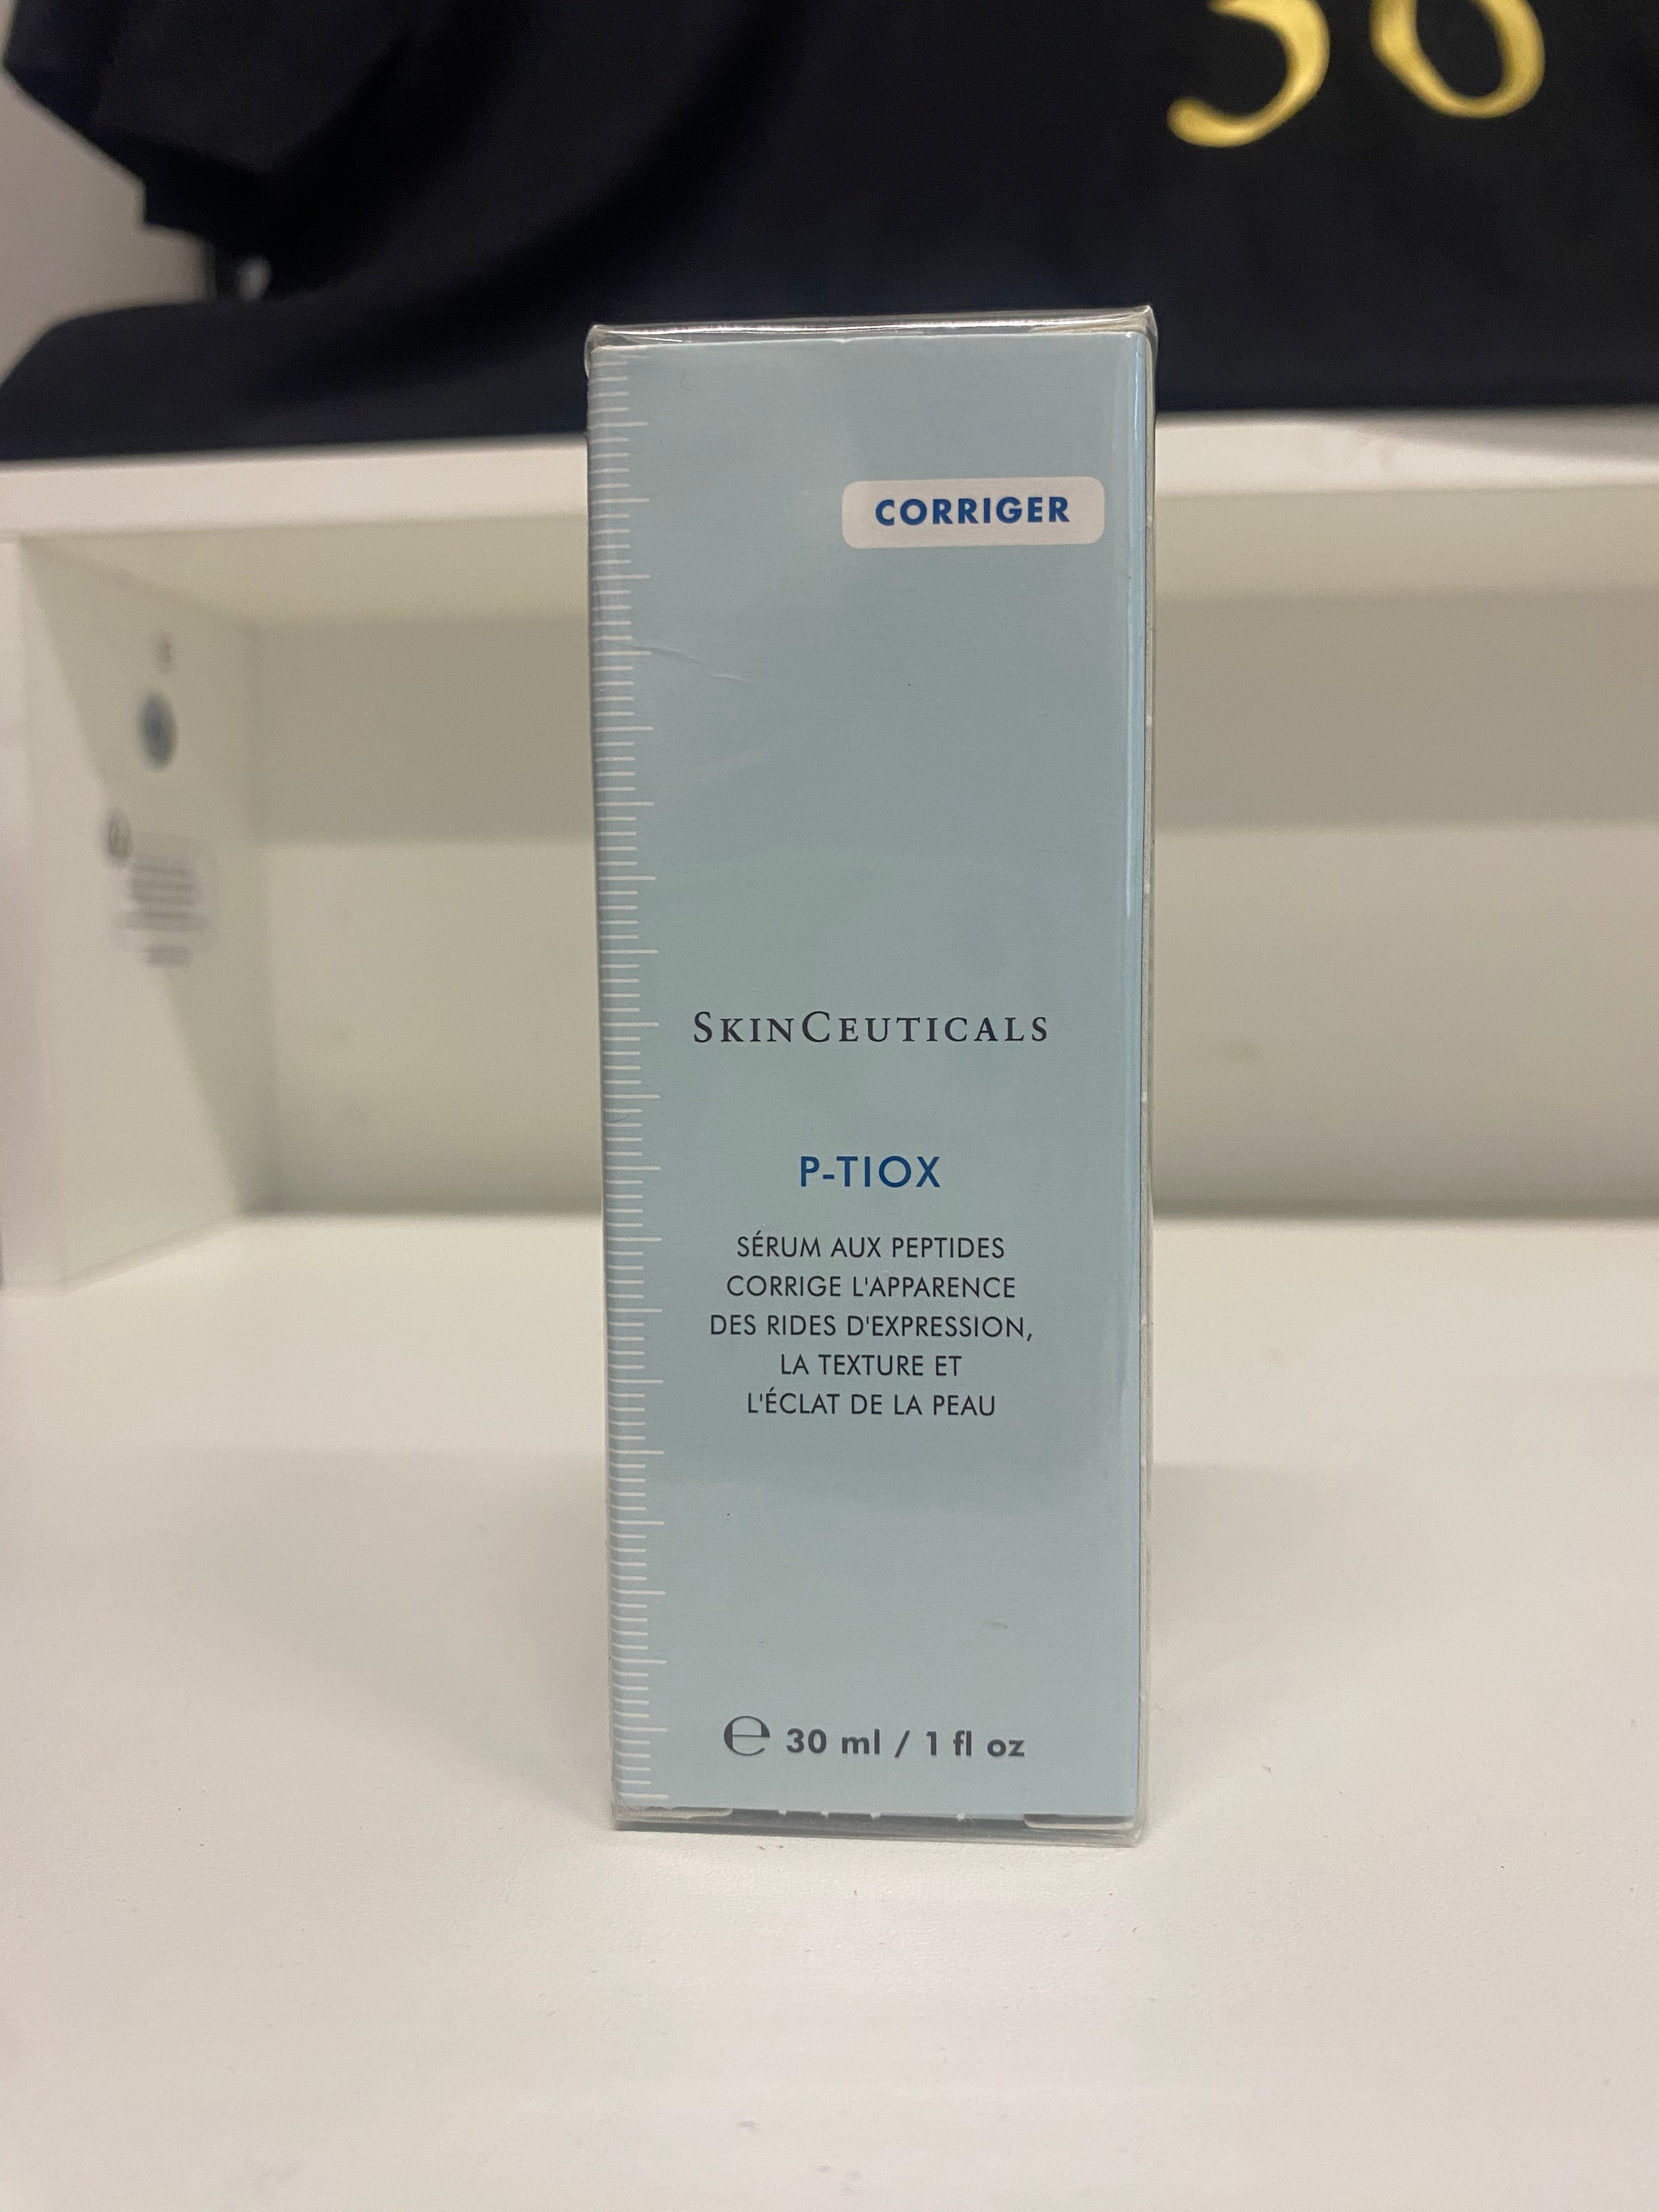 36
CORRIGER
SKINCEUTICALS
P-TIOX
SÉRUM AUX PEPTIDES
CORRIGE L'APPARENCE
DES RIDES D'EXPRESSION,
LA TEXTURE ET
L'ÉCLAT DE LA PEAU
℮ 30 ml / 1 fl oz